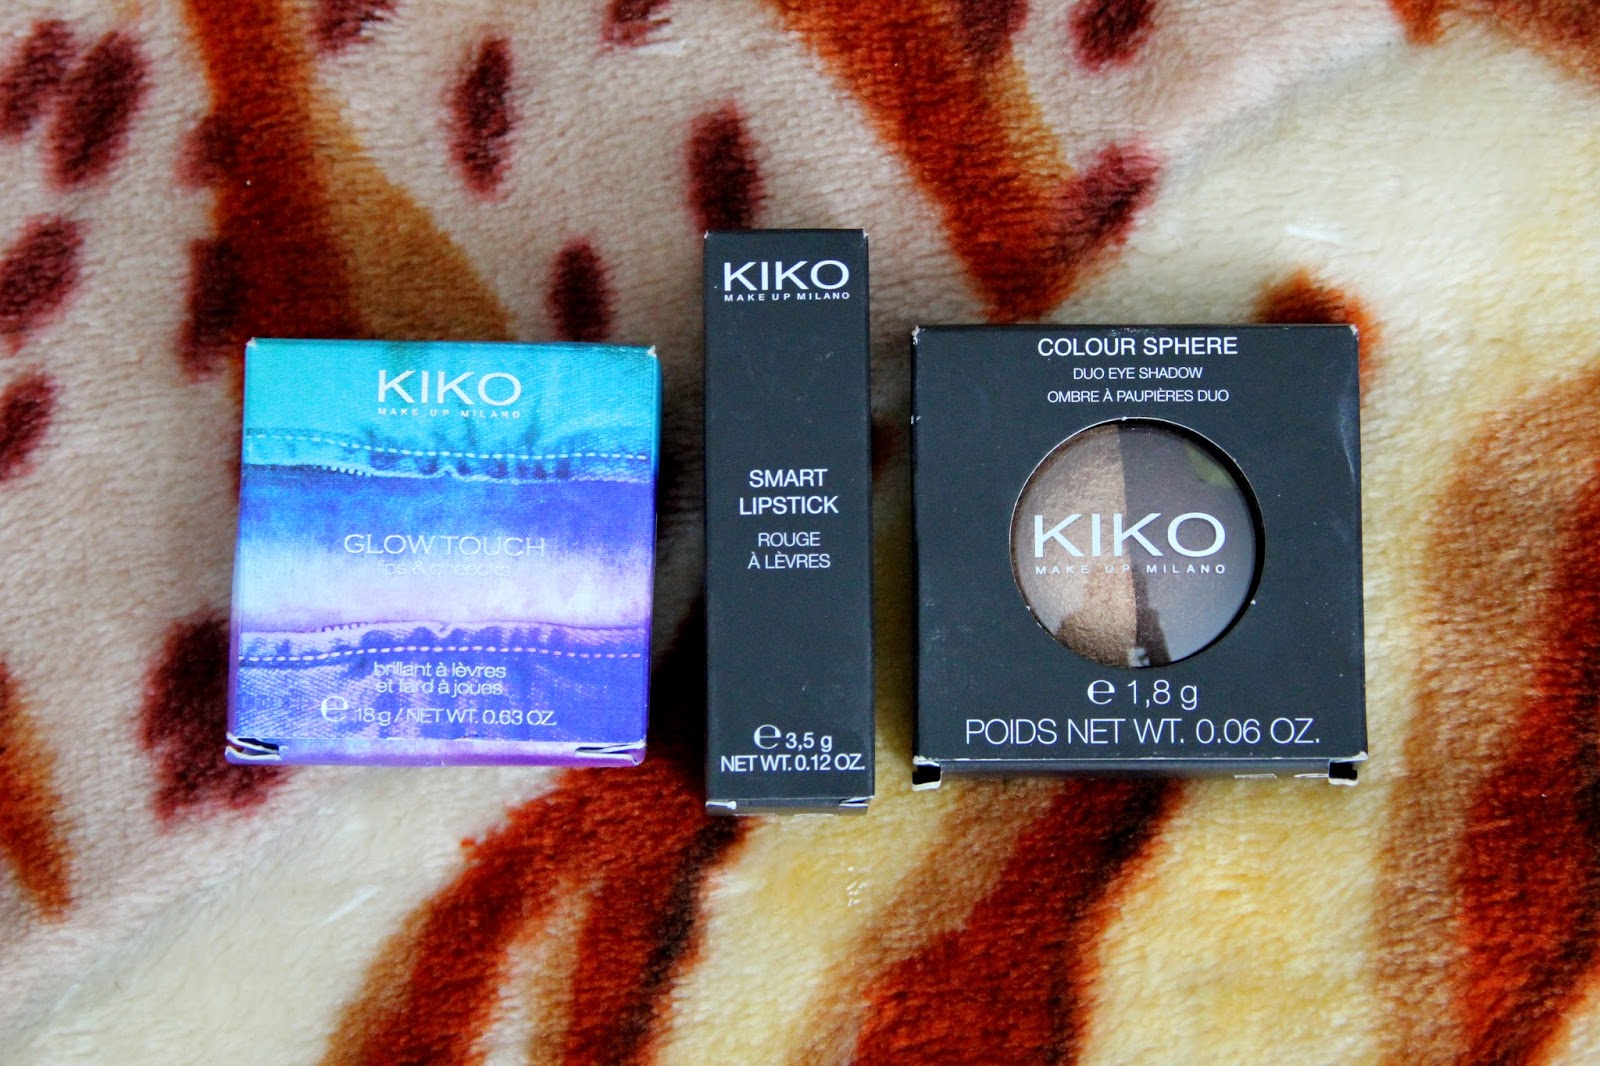 KIKO
MAKE UP MILANO
GLOW TOUCH
lips & cheeks
brillant à lèvres
et fard à joues
e 18 g / NET WT. 0.63 OZ.
KIKO
MAKE UP MILANO
SMART
LIPSTICK
ROUGE
À LÈVRES
e 3,5 g
NET WT. 0.12 OZ.
COLOUR SPHERE
DUO EYE SHADOW
OMBRE À PAUPIÈRES DUO
KIKO
MAKE UP MILANO
e 1,8 g
POIDS NET WT. 0.06 OZ.